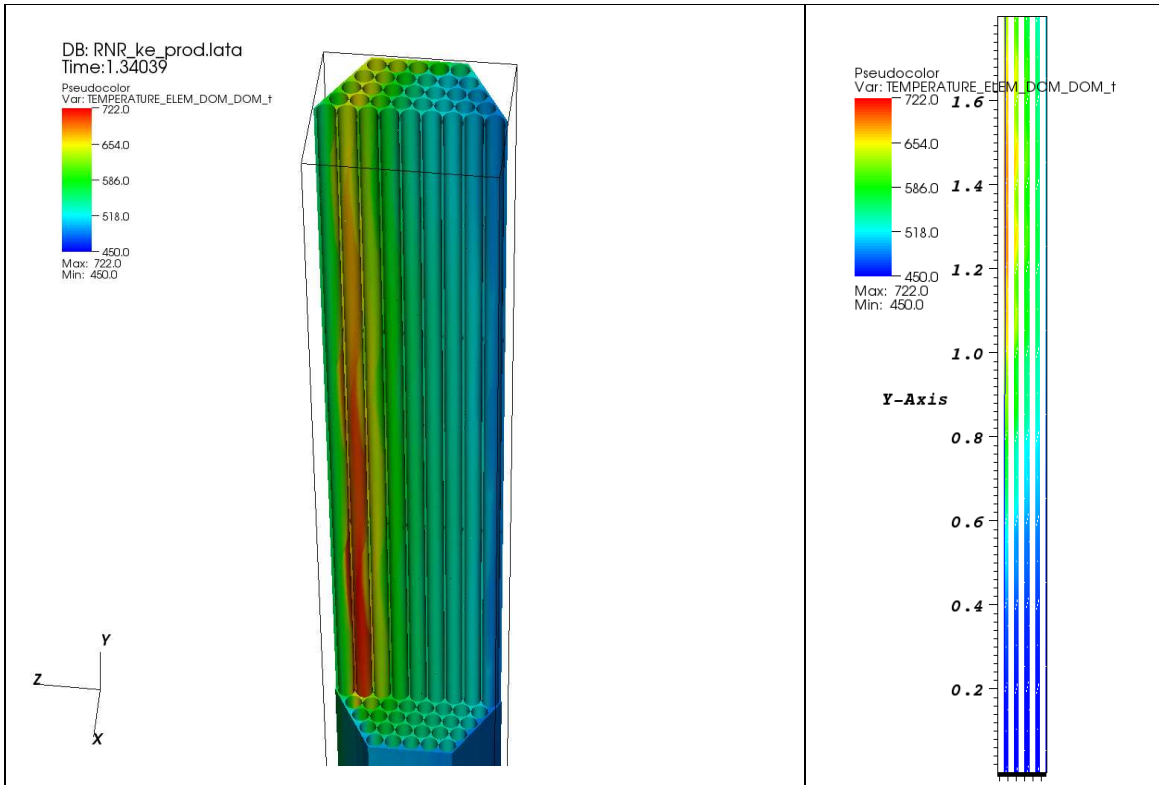 DB: RNR_ke_prod.lata
Time:1.34039
Pseudocolor
Var: TEMPERATURE_ELEM_DOM_DOM_t
722.0
654.0
586.0
518.0
450.0
Max: 722.0
Min: 450.0
Y
Z
X
Pseudocolor
Var: TEMPERATURE_ELEM_DOM_DOM_t
722.0
654.0
586.0
518.0
450.0
Max: 722.0
Min: 450.0
1.6
1.4
1.2
1.0
Y-Axis
0.8
0.6
0.4
0.2